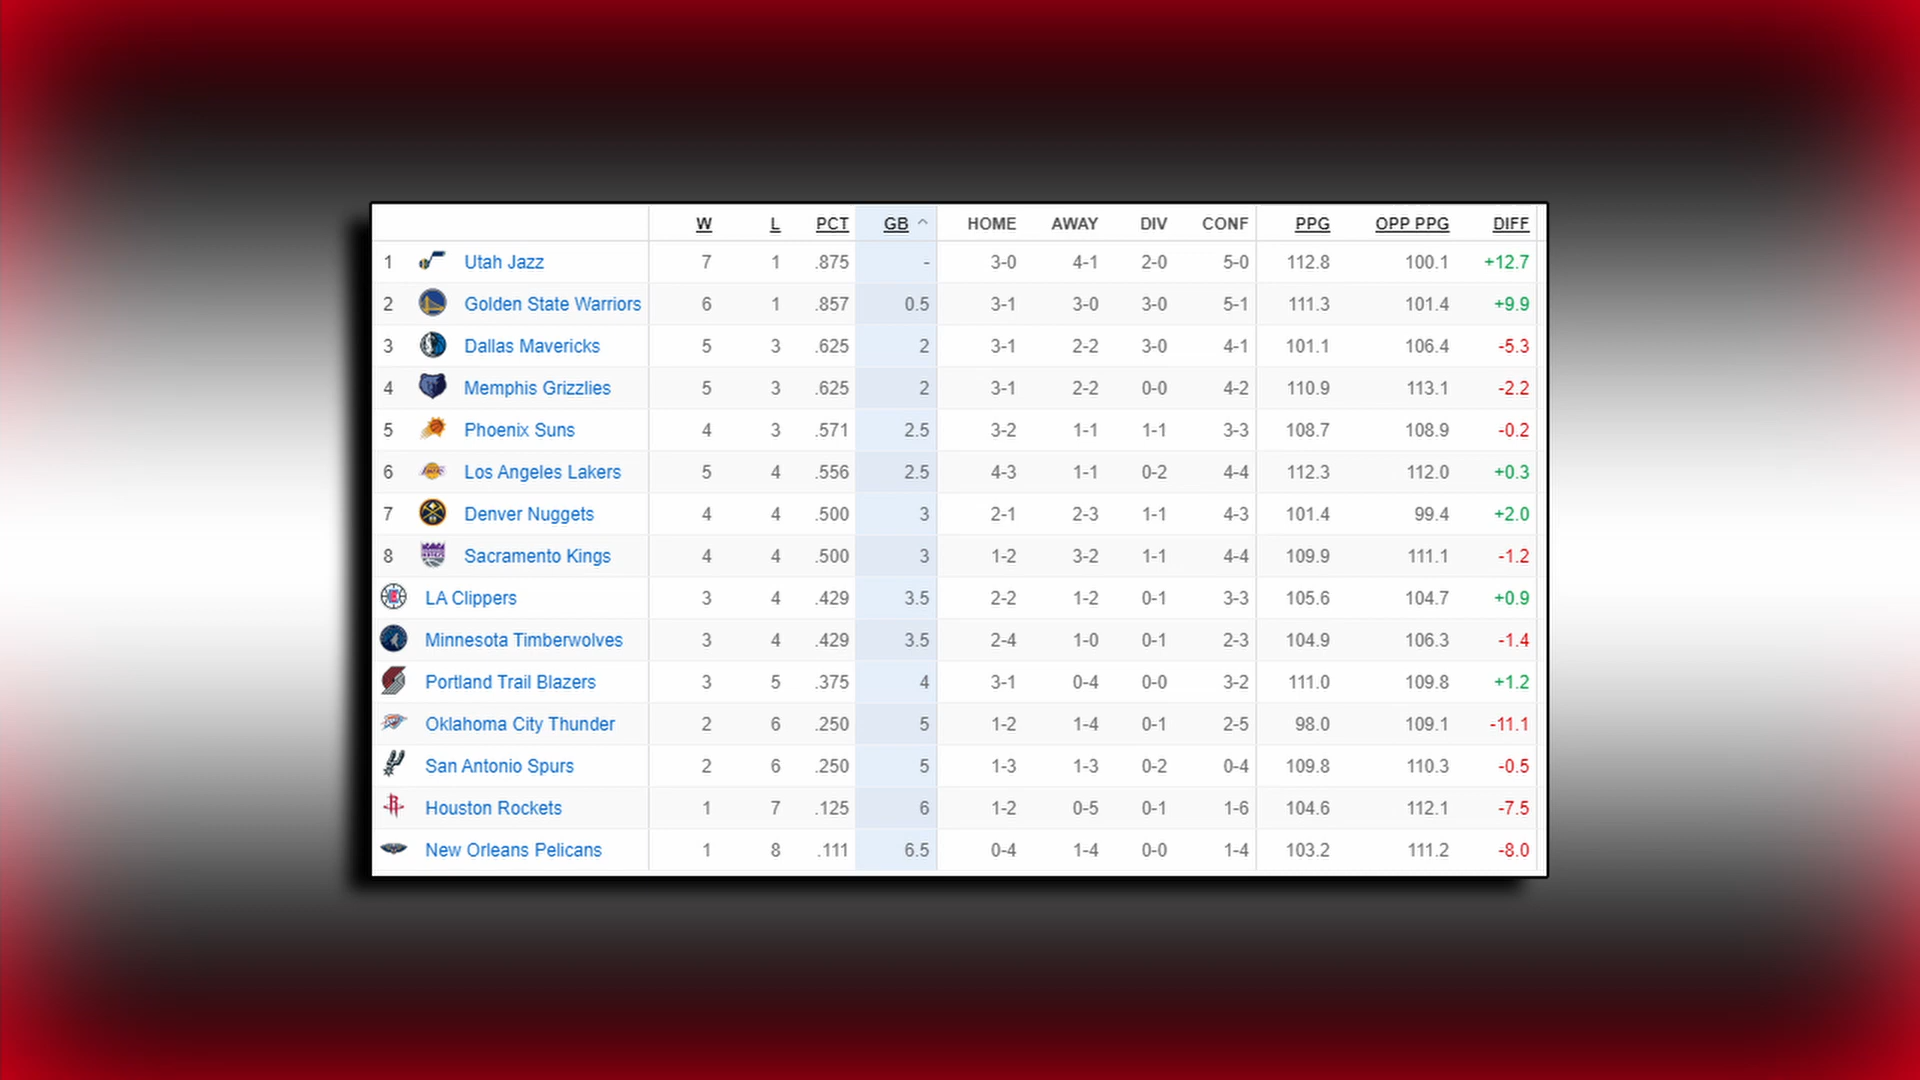 W L PCT GB ^ HOME AWAY DIV CONF PPG OPP PPG DIFF
1 Utah Jazz 7 1 .875 - 3-0 4-1 2-0 5-0 112.8 100.1 +12.7
2 Golden State Warriors 6 1 .857 0.5 3-1 3-0 3-0 5-1 111.3 101.4 +9.9
3 Dallas Mavericks 5 3 .625 2 3-1 2-2 3-0 4-1 101.1 106.4 -5.3
4 Memphis Grizzlies 5 3 .625 2 3-1 2-2 0-0 4-2 110.9 113.1 -2.2
5 Phoenix Suns 4 3 .571 2.5 3-2 1-1 1-1 3-3 108.7 108.9 -0.2
6 Los Angeles Lakers 5 4 .556 2.5 4-3 1-1 0-2 4-4 112.3 112.0 +0.3
7 Denver Nuggets 4 4 .500 3 2-1 2-3 1-1 4-3 101.4 99.4 +2.0
8 Sacramento Kings 4 4 .500 3 1-2 3-2 1-1 4-4 109.9 111.1 -1.2
LA Clippers 3 4 .429 3.5 2-2 1-2 0-1 3-3 105.6 104.7 +0.9
Minnesota Timberwolves 3 4 .429 3.5 2-4 1-0 0-1 2-3 104.9 106.3 -1.4
Portland Trail Blazers 3 5 .375 4 3-1 0-4 0-0 3-2 111.0 109.8 +1.2
Oklahoma City Thunder 2 6 .250 5 1-2 1-4 0-1 2-5 98.0 109.1 -11.1
San Antonio Spurs 2 6 .250 5 1-3 1-3 0-2 0-4 109.8 110.3 -0.5
Houston Rockets 1 7 .125 6 1-2 0-5 0-1 1-6 104.6 112.1 -7.5
New Orleans Pelicans 1 8 .111 6.5 0-4 1-4 0-0 1-4 103.2 111.2 -8.0